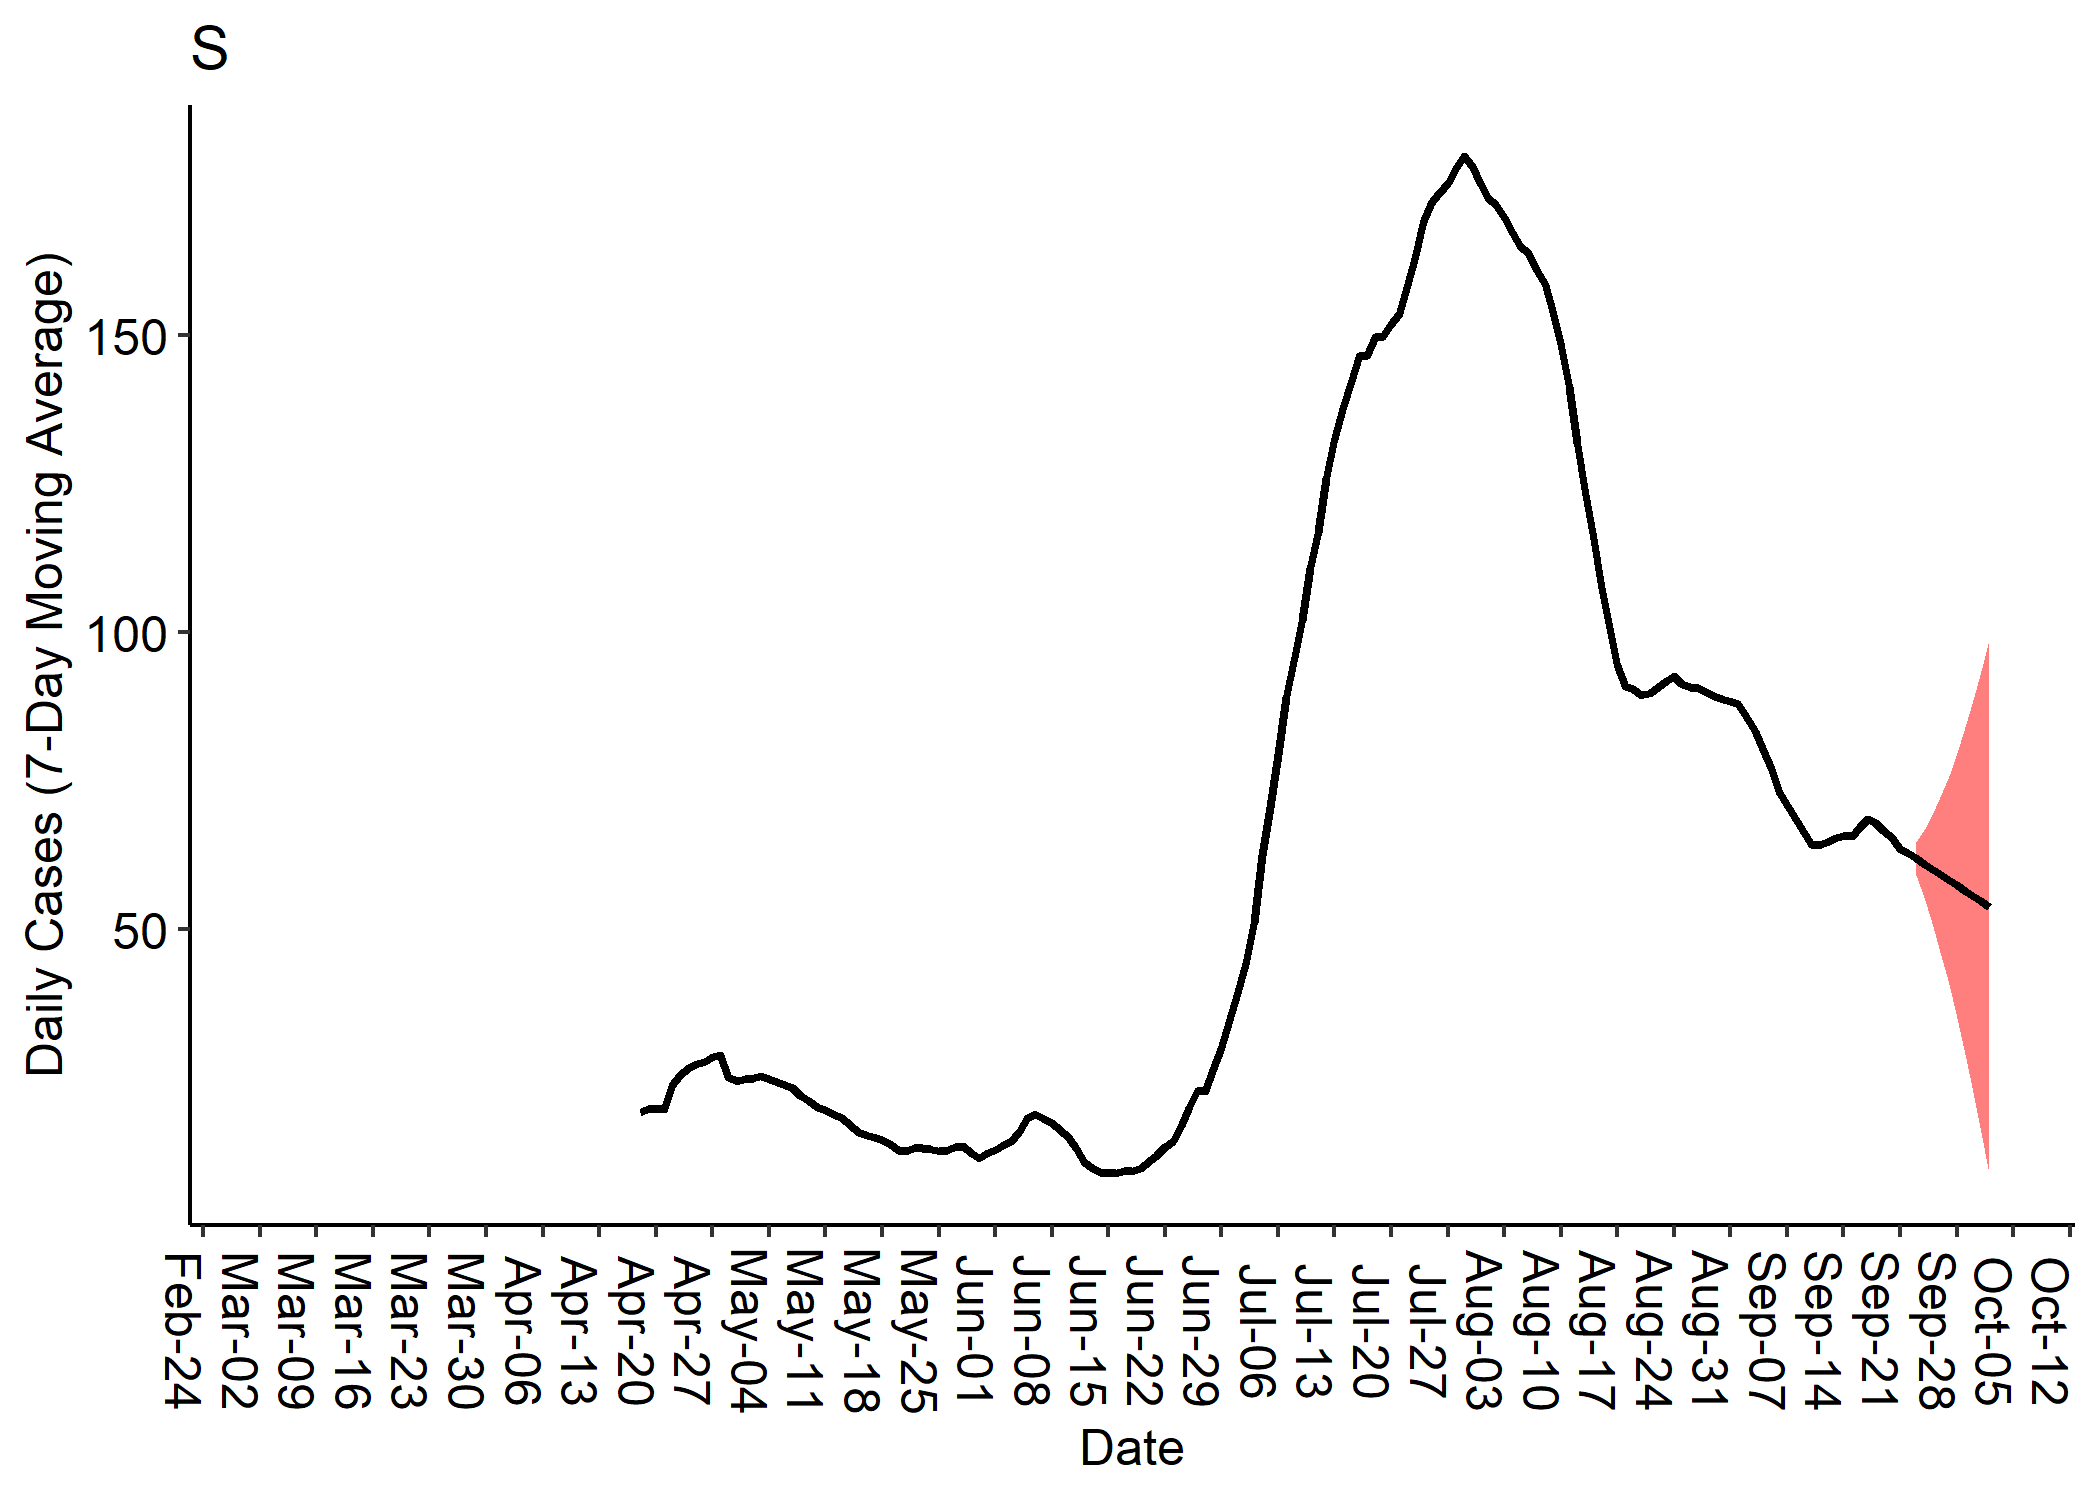 S
Daily Cases (7-Day Moving Average)
150
100
50
Feb-24
Mar-02
Mar-09
Mar-16
Mar-23
Mar-30
Apr-06
Apr-13
Apr-20
Apr-27
May-04
May-11
May-18
May-25
Jun-01
Jun-08
Jun-15
Jun-22
Jun-29
Jul-06
Jul-13
Jul-20
Jul-27
Aug-03
Aug-10
Aug-17
Aug-24
Aug-31
Sep-07
Sep-14
Sep-21
Sep-28
Oct-05
Oct-12
Date